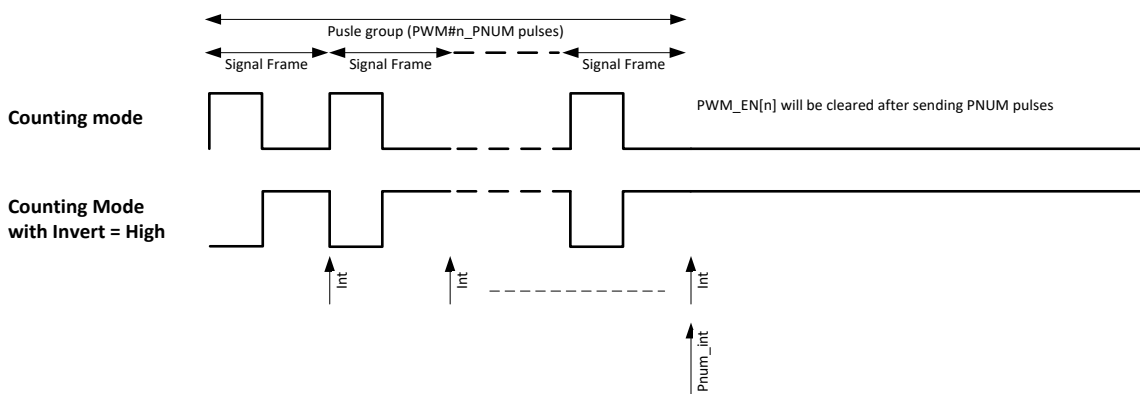 Pusle group (PWM#n_PNUM pulses)
Signal Frame
Signal Frame
Signal Frame
Counting mode
PWM_EN[n] will be cleared after sending PNUM pulses
Counting Mode
with Invert = High
Int
Int
Int
Pnum_int